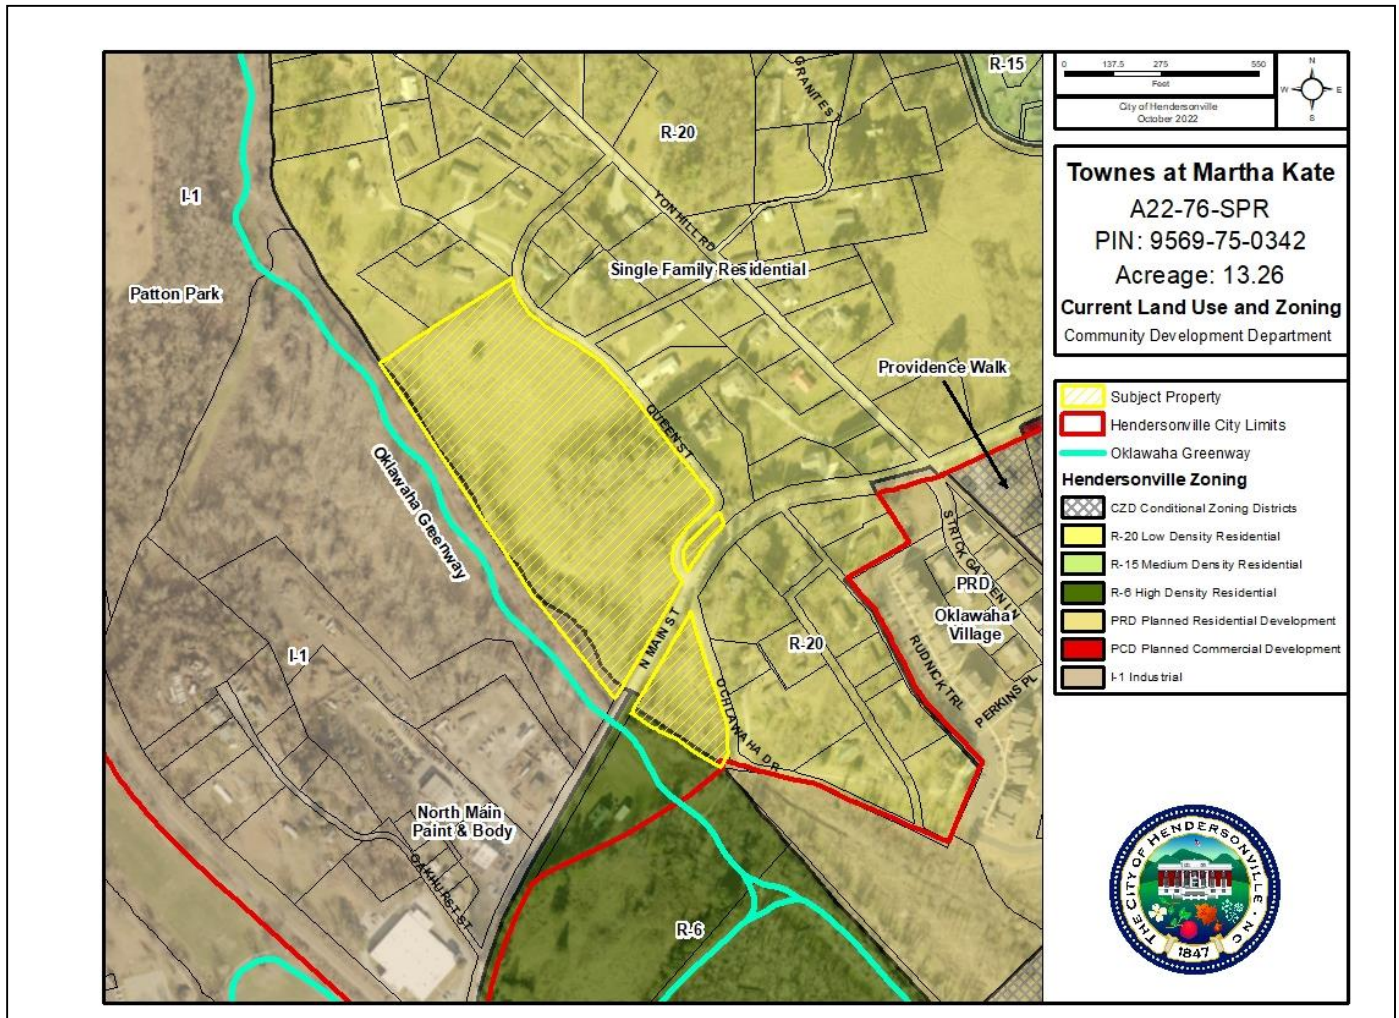 0 137.5 275 550
Feet
City of Hendersonville
October 2022
N
W E
S
Townes at Martha Kate
A22-76-SPR
PIN: 9569-75-0342
Acreage: 13.26
Current Land Use and Zoning
Community Development Department
Subject Property
Hendersonville City Limits
Oklawaha Greenway
Hendersonville Zoning
CZD Conditional Zoning Districts
R-20 Low Density Residential
R-15 Medium Density Residential
R-6 High Density Residential
PRD Planned Residential Development
PCD Planned Commercial Development
I-1 Industrial
THE CITY OF HENDERSONVILLE · NC
1847
R-15
GRANITE ST
R-20
I-1
YON HILL RD
Single Family Residential
Patton Park
Providence Walk
QUEEN ST
Oklawaha Greenway
PRD
Oklawaha
Village
RUDNICK TRL
PERKINS PL
N MAIN ST
R-20
OCHLAWAHA DR
I-1
North Main
Paint & Body
OAKHURST ST
R-6